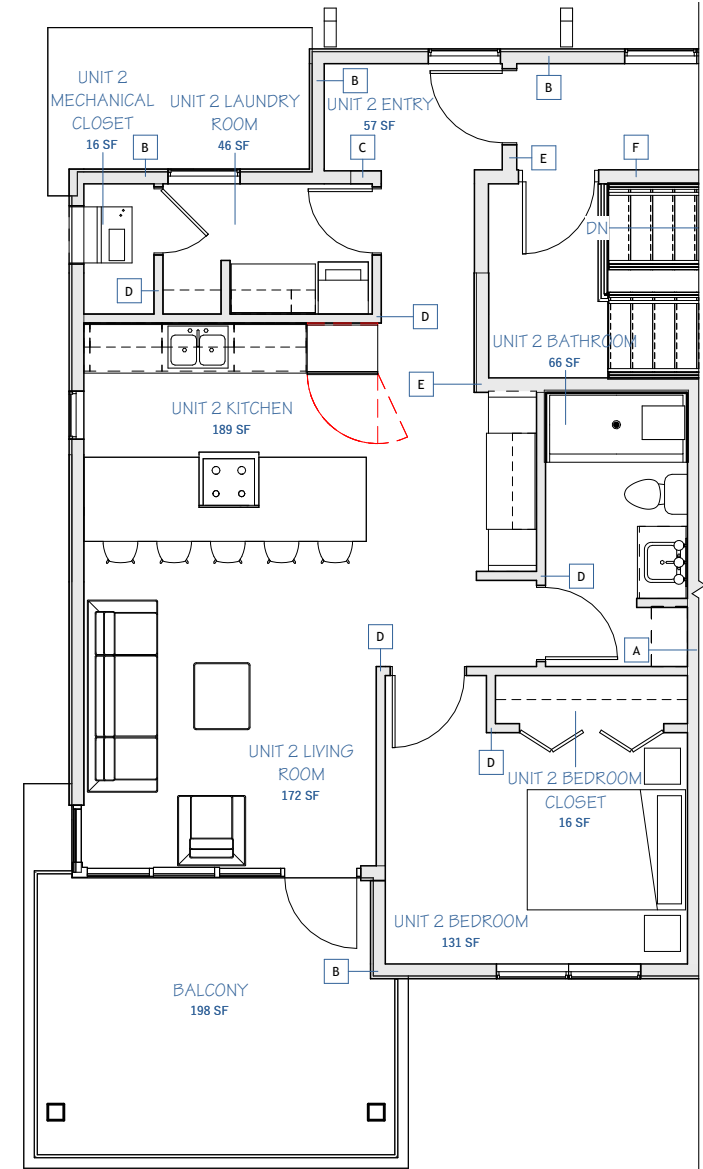 UNIT 2
MECHANICAL
CLOSET
16 SF
UNIT 2 LAUNDRY
ROOM
46 SF
B
UNIT 2 ENTRY
57 SF
B
B
C
E
F
DN
D
D
UNIT 2 BATHROOM
66 SF
E
UNIT 2 KITCHEN
189 SF
D
D
A
UNIT 2 LIVING
ROOM
172 SF
D
UNIT 2 BEDROOM
CLOSET
16 SF
UNIT 2 BEDROOM
131 SF
B
BALCONY
198 SF